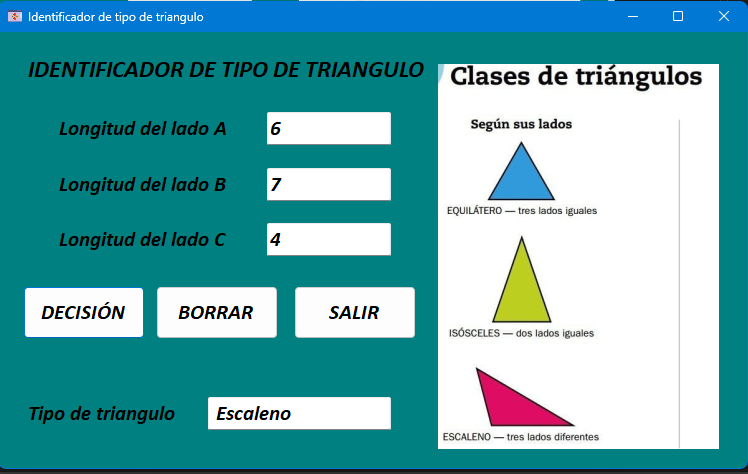 Identificador de tipo de triangulo
IDENTIFICADOR DE TIPO DE TRIANGULO
Longitud del lado A 6
Longitud del lado B 7
Longitud del lado C 4
DECISIÓN BORRAR SALIR
Tipo de triangulo Escaleno
Clases de triángulos
Según sus lados
EQUILÁTERO — tres lados iguales
ISÓSCELES — dos lados iguales
ESCALENO — tres lados diferentes